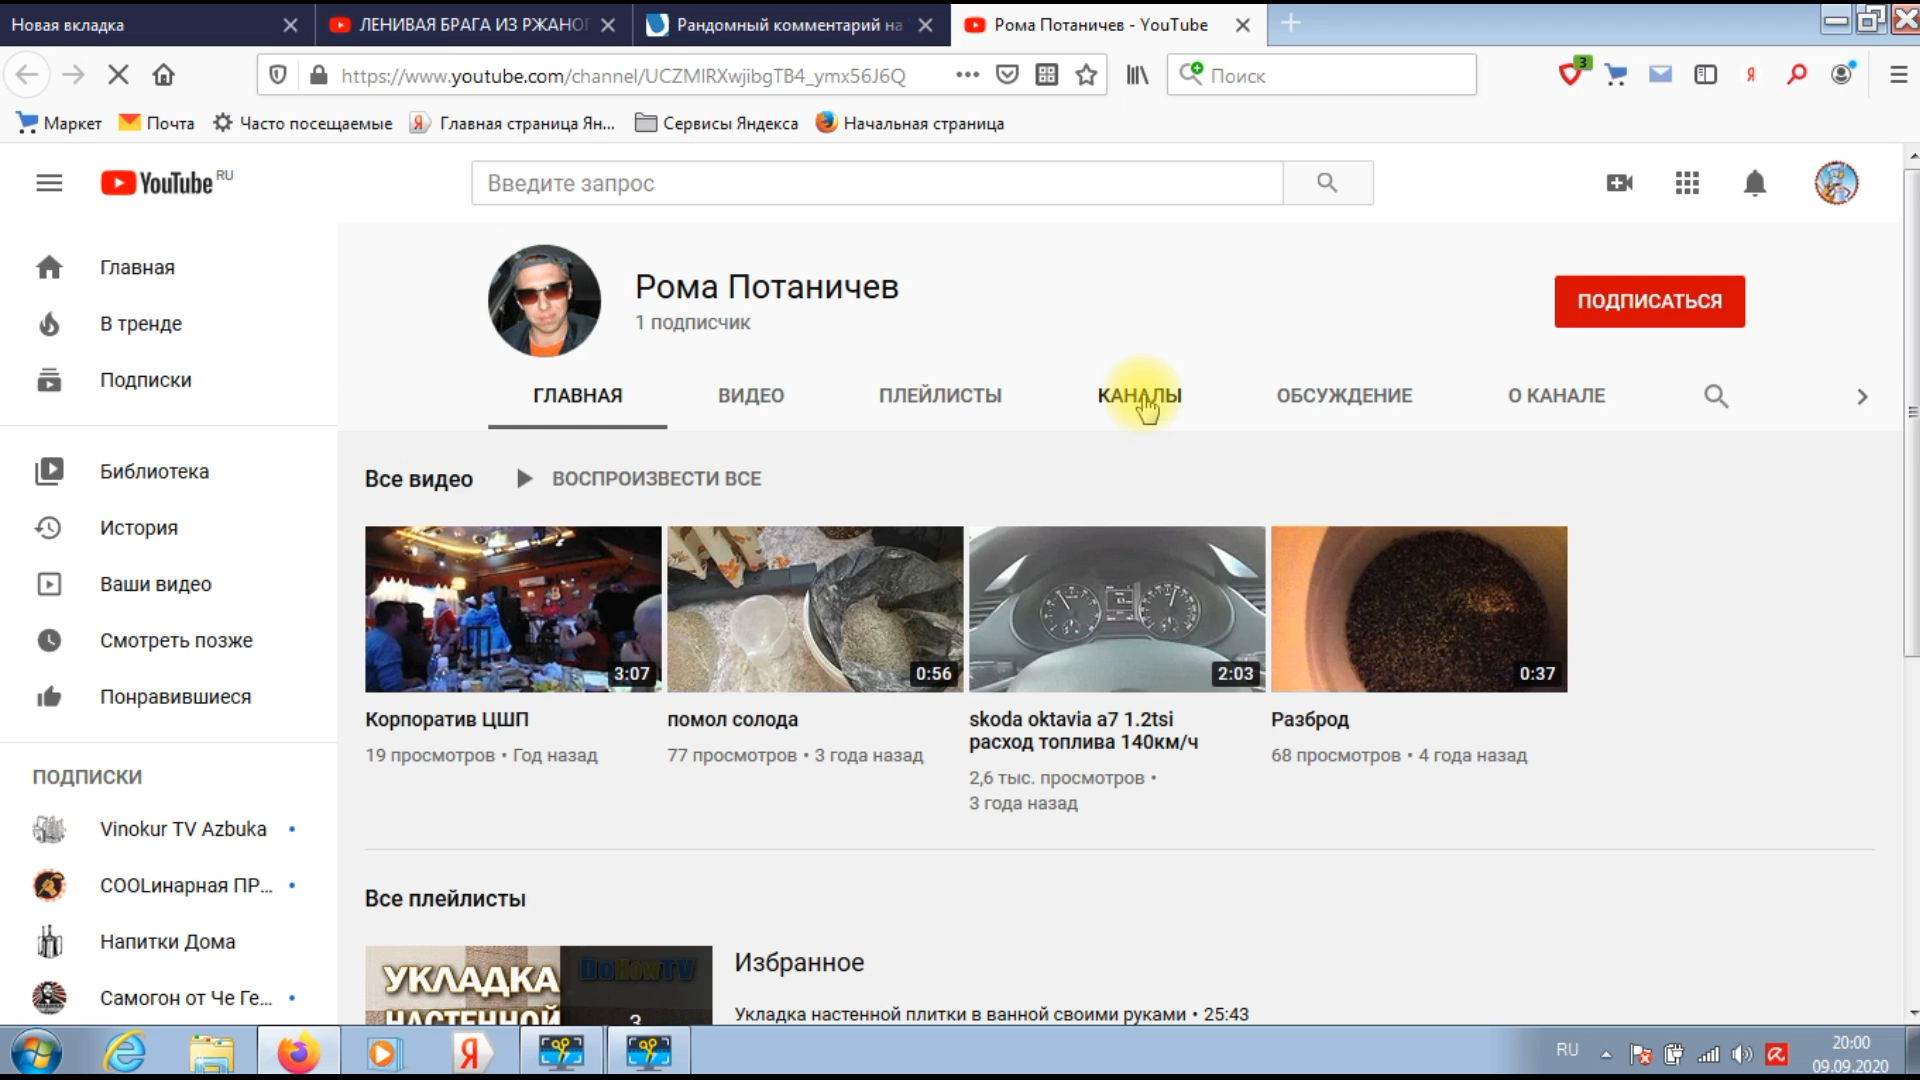 Новая вкладка
ЛЕНИВАЯ БРАГА ИЗ РЖАНОГ
Рандомный комментарий на
Рома Потаничев - YouTube
https://www.youtube.com/channel/UCZMlRXwjibgTB4_ymx56J6Q
Поиск
3
Маркет
Почта
Часто посещаемые
Главная страница Ян...
Сервисы Яндекса
Начальная страница
YouTube RU
Введите запрос
Главная
В тренде
Подписки
Библиотека
История
Ваши видео
Смотреть позже
Понравившиеся
ПОДПИСКИ
Vinokur TV Azbuka
COOLинарная ПР...
Напитки Дома
Самогон от Че Ге...
Рома Потаничев
1 подписчик
ПОДПИСАТЬСЯ
ГЛАВНАЯ
ВИДЕО
ПЛЕЙЛИСТЫ
КАНАЛЫ
ОБСУЖДЕНИЕ
О КАНАЛЕ
Все видео
ВОСПРОИЗВЕСТИ ВСЕ
3:07
0:56
2:03
0:37
Корпоратив ЦШП
19 просмотров • Год назад
помол солода
77 просмотров • 3 года назад
skoda oktavia a7 1.2tsi
расход топлива 140км/ч
2,6 тыс. просмотров •
3 года назад
Разброд
68 просмотров • 4 года назад
Все плейлисты
УКЛАДКА
НАСТЕННОЙ
DoHowTV
3
Избранное
Укладка настенной плитки в ванной своими руками • 25:43
RU
20:00
09.09.2020